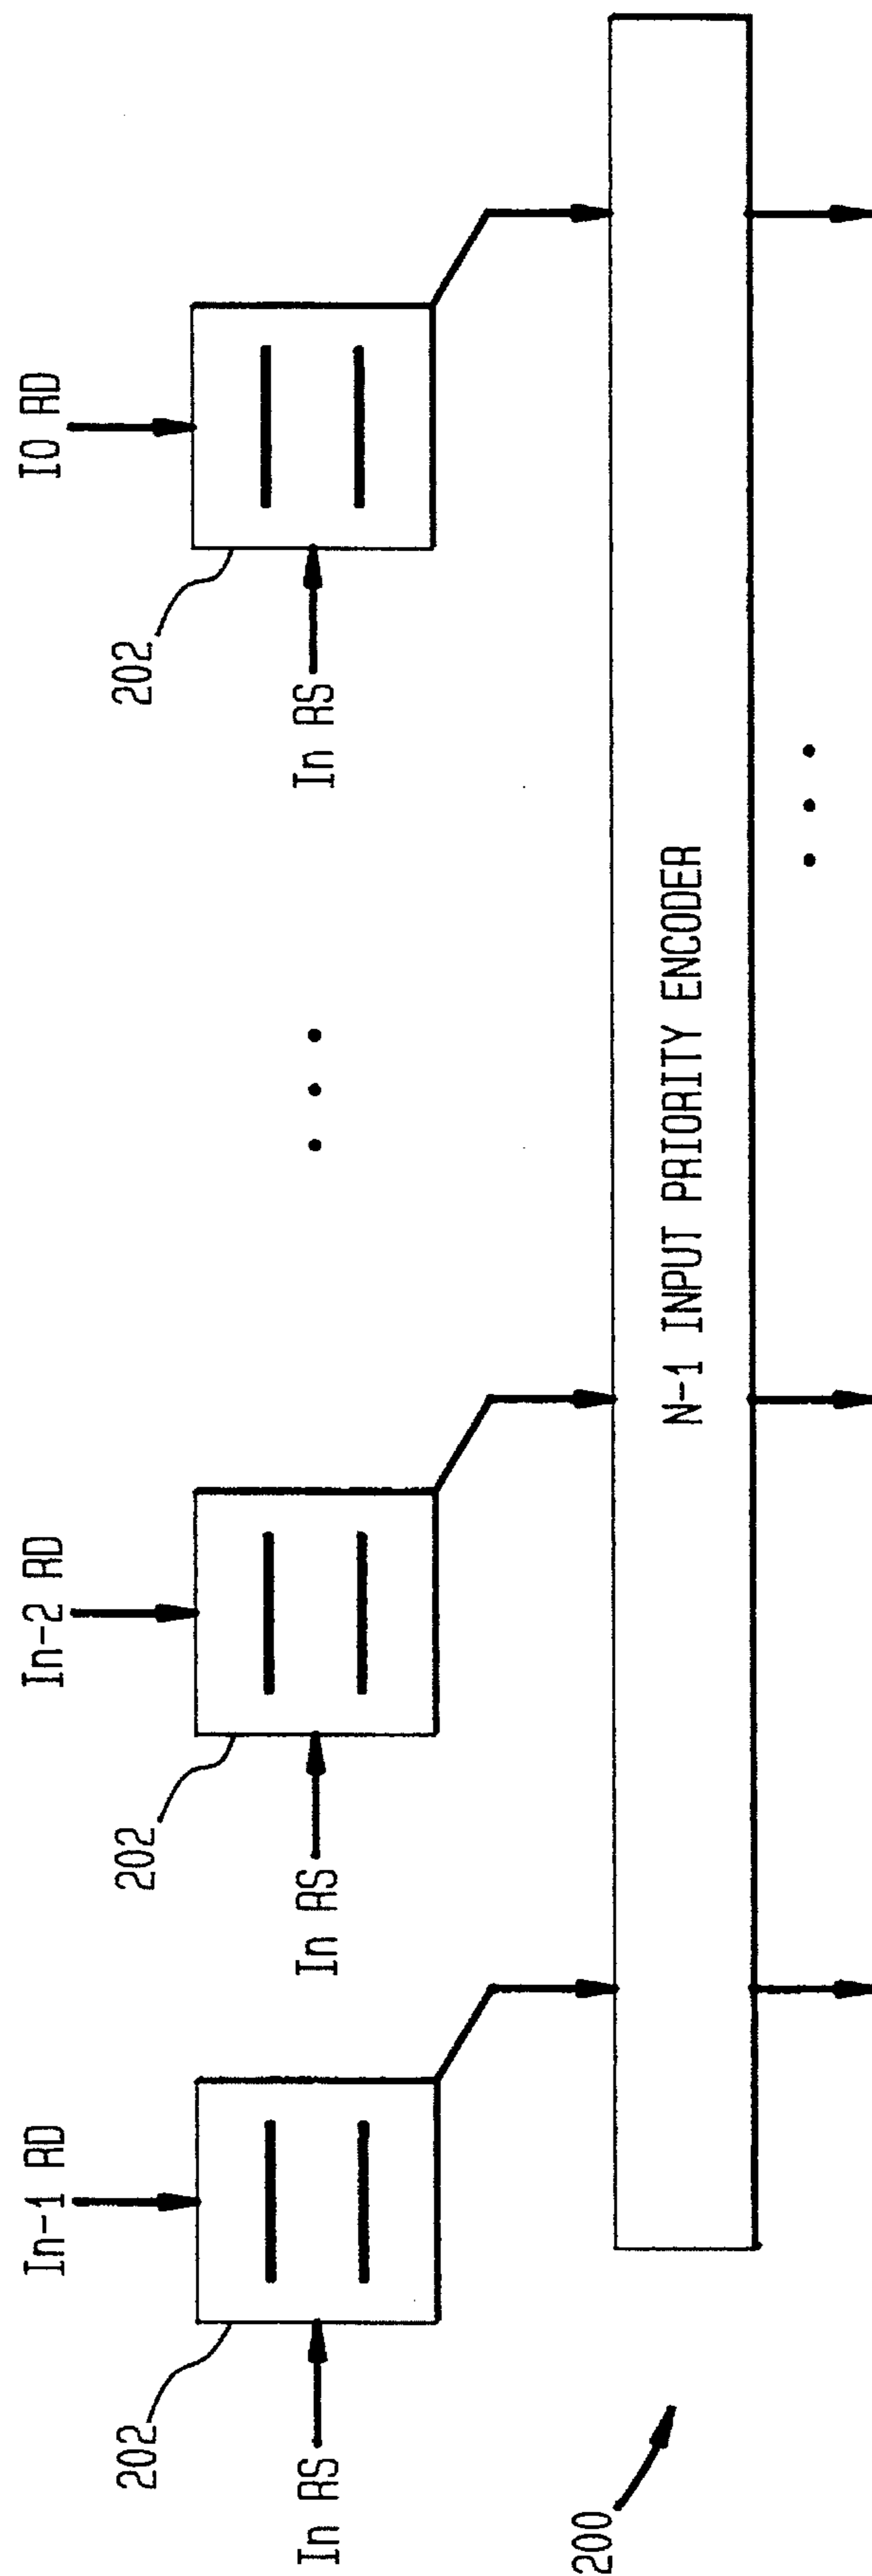 In-1 RD
In-2 RD
IO RD
202
202
202
In RS
In RS
In RS
N-1 INPUT PRIORITY ENCODER
200